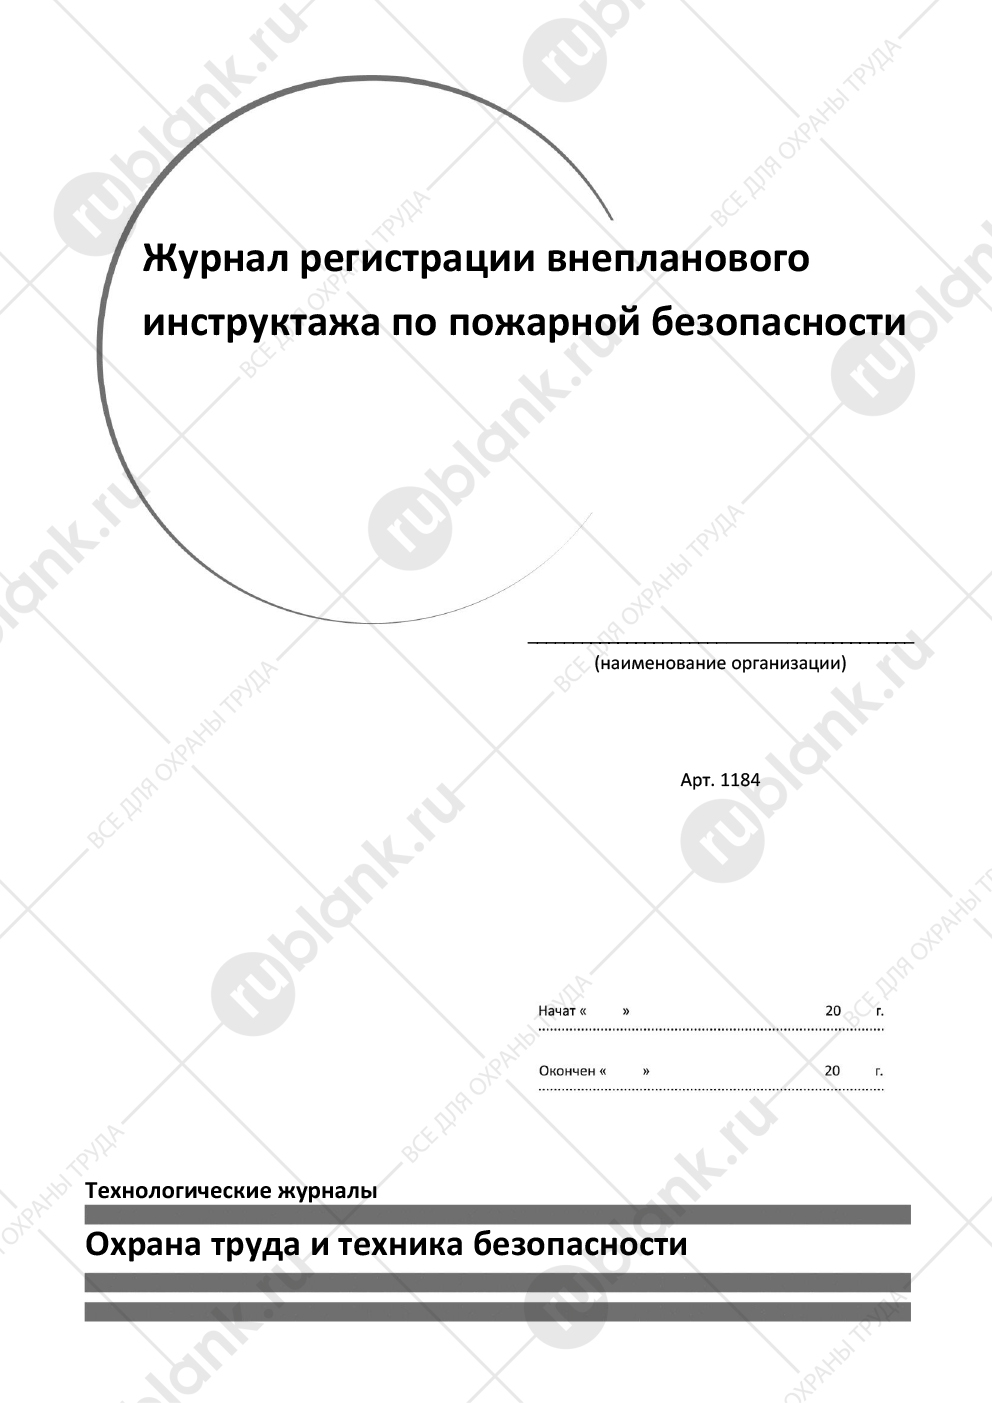 Журнал регистрации внепланового
инструктажа по пожарной безопасности
(наименование организации)
Арт. 1184
Начат « » 20 г.
Окончен « » 20 г.
Технологические журналы
Охрана труда и техника безопасности
rublank.ru
ВСЕ ДЛЯ ОХРАНЫ ТРУДА